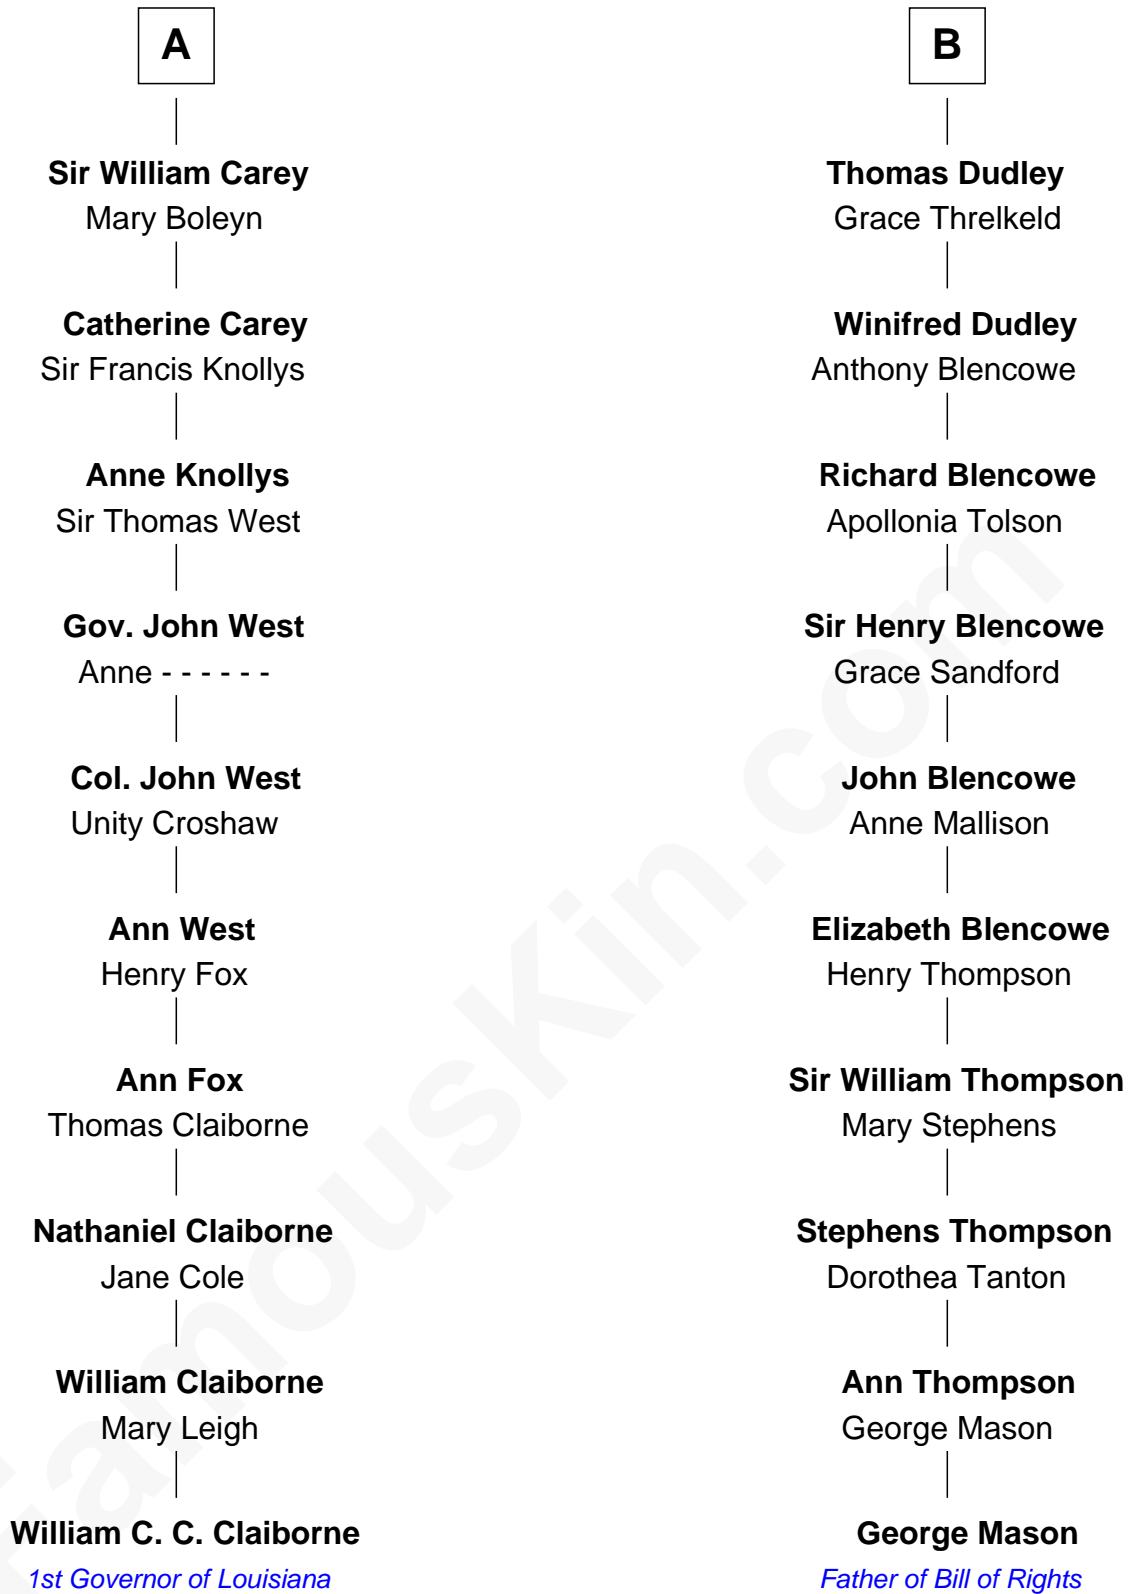 A
Sir William Carey
Mary Boleyn
Catherine Carey
Sir Francis Knollys
Anne Knollys
Sir Thomas West
Gov. John West
Anne - - - - - -
Col. John West
Unity Croshaw
Ann West
Henry Fox
Ann Fox
Thomas Claiborne
Nathaniel Claiborne
Jane Cole
William Claiborne
Mary Leigh
William C. C. Claiborne
1st Governor of Louisiana
B
Thomas Dudley
Grace Threlkeld
Winifred Dudley
Anthony Blencowe
Richard Blencowe
Apollonia Tolson
Sir Henry Blencowe
Grace Sandford
John Blencowe
Anne Mallison
Elizabeth Blencowe
Henry Thompson
Sir William Thompson
Mary Stephens
Stephens Thompson
Dorothea Tanton
Ann Thompson
George Mason
George Mason
Father of Bill of Rights
FamousKin.com